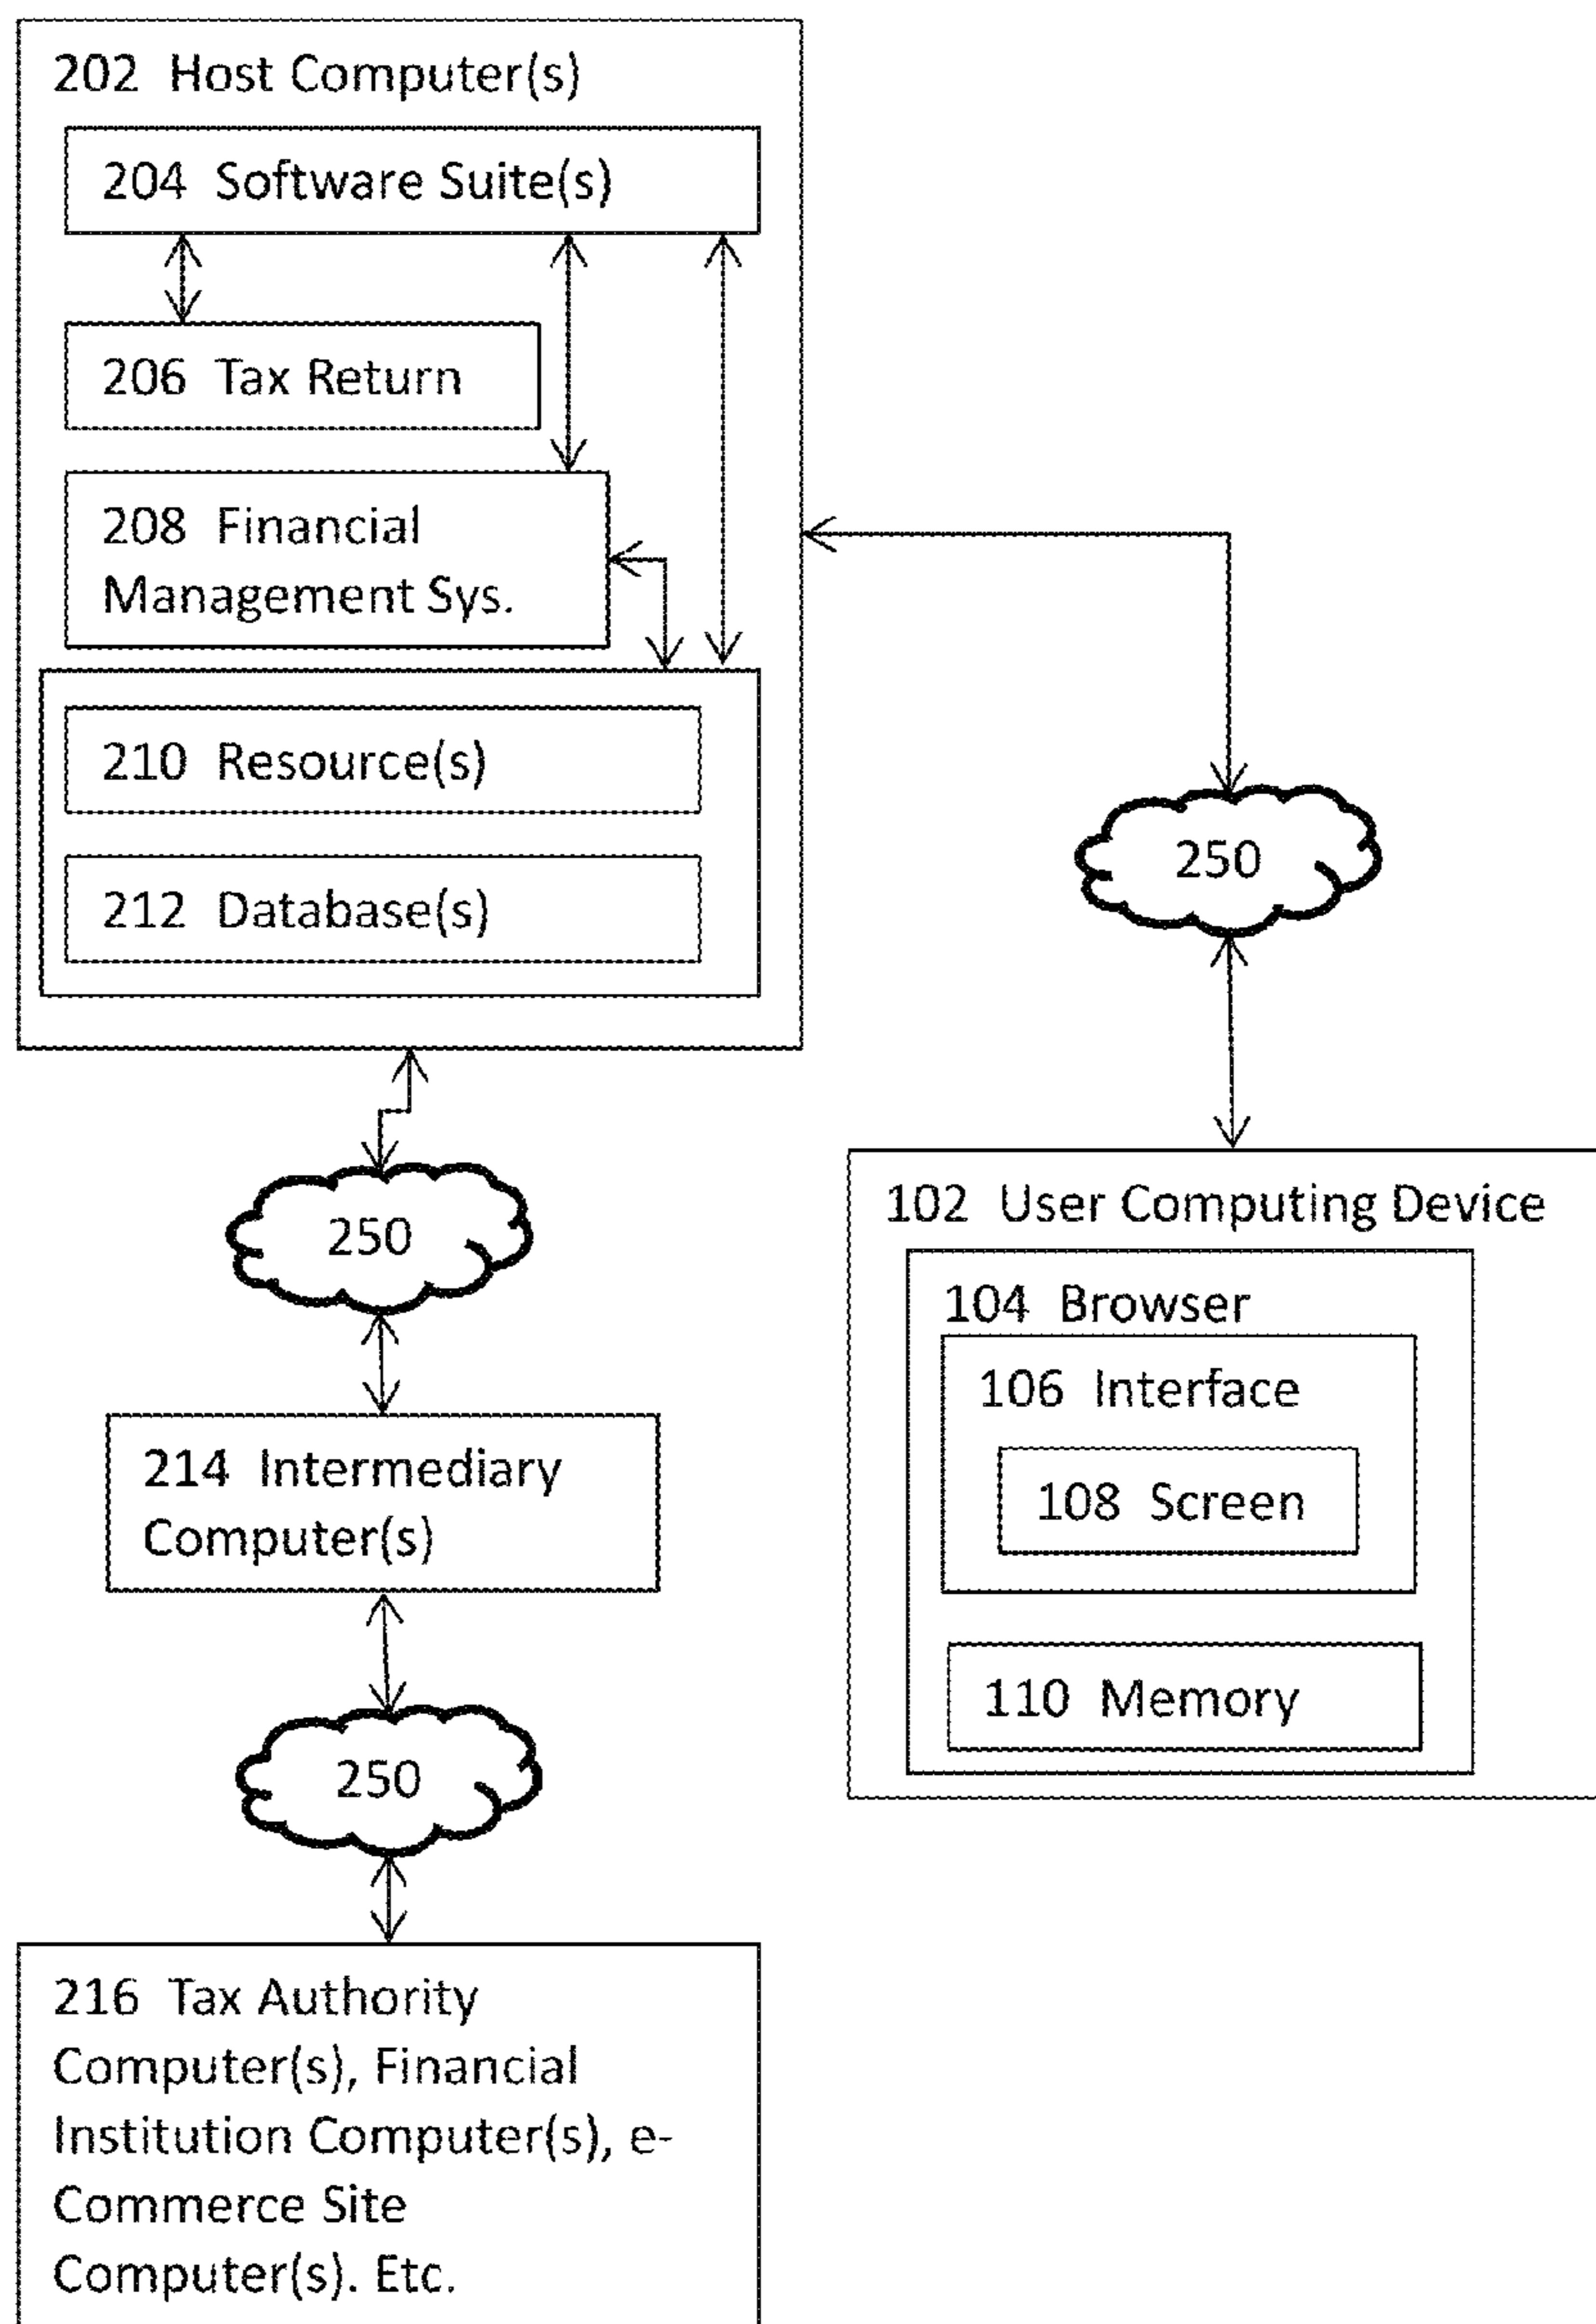 202 Host Computer(s)
204 Software Suite(s)
206 Tax Return
208 Financial
Management Sys.
210 Resource(s)
212 Database(s)
250
250
102 User Computing Device
104 Browser
106 Interface
108 Screen
110 Memory
214 Intermediary
Computer(s)
250
216 Tax Authority
Computer(s), Financial
Institution Computer(s), e-
Commerce Site
Computer(s). Etc.